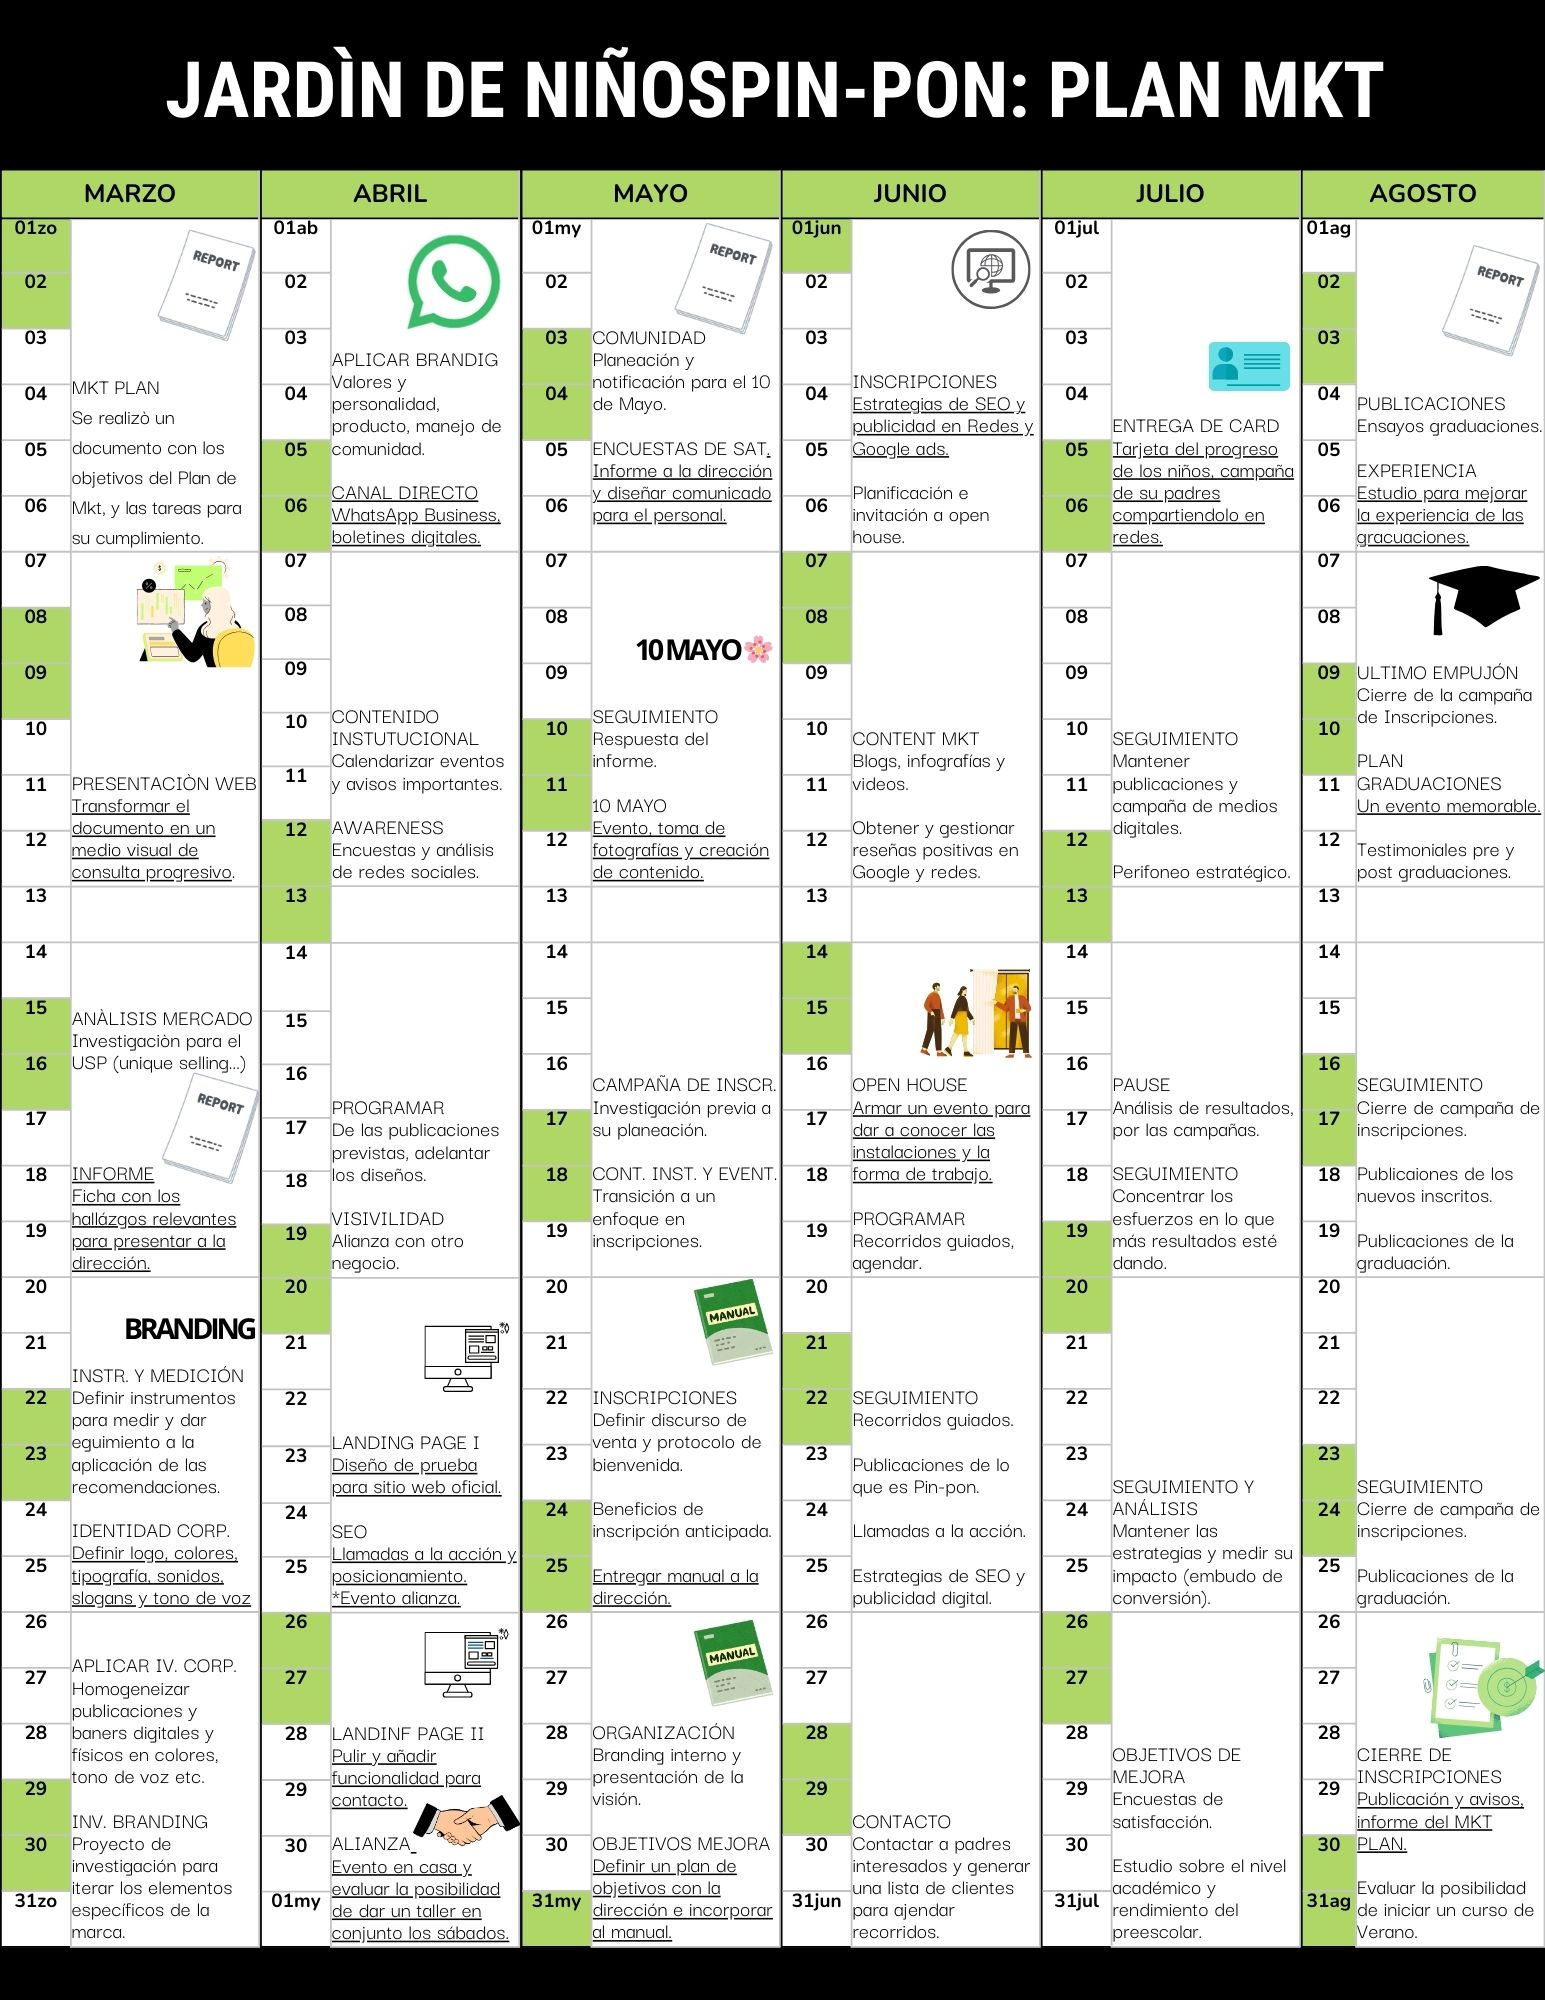 JARDÌN DE NIÑOSPIN-PON: PLAN MKT
MARZO
01zo
02
03
04
05
06
07
08
09
10
11
12
13
14
15
16
17
18
19
20
21
22
23
24
25
26
27
28
29
30
31zo
REPORT
MKT PLAN
Se realizò un
documento con los
objetivos del Plan de
Mkt, y las tareas para
su cumplimiento.
$
%
PRESENTACIÒN WEB
Transformar el
documento en un
medio visual de
consulta progresivo.
ANÀLISIS MERCADO
Investigaciòn para el
USP (unique selling...)
REPORT
INFORME
Ficha con los
hallázgos relevantes
para presentar a la
dirección.
BRANDING
INSTR. Y MEDICIÓN
Definir instrumentos
para medir y dar
eguimiento a la
aplicación de las
recomendaciones.
IDENTIDAD CORP.
Definir logo, colores,
tipografía, sonidos,
slogans y tono de voz
APLICAR IV. CORP.
Homogeneizar
publicaciones y
baners digitales y
físicos en colores,
tono de voz etc.
INV. BRANDING
Proyecto de
investigación para
iterar los elementos
específicos de la
marca.
ABRIL
01ab
02
03
04
05
06
07
08
09
10
11
12
13
14
15
16
17
18
19
20
21
22
23
24
25
26
27
28
29
30
01my
APLICAR BRANDIG
Valores y
personalidad,
producto, manejo de
comunidad.
CANAL DIRECTO
WhatsApp Business,
boletines digitales.
CONTENIDO
INSTUTUCIONAL
Calendarizar eventos
y avisos importantes.
AWARENESS
Encuestas y análisis
de redes sociales.
PROGRAMAR
De las publicaciones
previstas, adelantar
los diseños.
VISIVILIDAD
Alianza con otro
negocio.
LANDING PAGE I
Diseño de prueba
para sitio web oficial.
SEO
Llamadas a la acción y
posicionamiento.
*Evento alianza.
LANDINF PAGE II
Pulir y añadir
funcionalidad para
contacto.
ALIANZA
Evento en casa y
evaluar la posibilidad
de dar un taller en
conjunto los sábados.
MAYO
01my
02
03
04
05
06
07
08
09
10
11
12
13
14
15
16
17
18
19
20
21
22
23
24
25
26
27
28
29
30
31my
REPORT
COMUNIDAD
Planeación y
notificación para el 10
de Mayo.
ENCUESTAS DE SAT.
Informe a la dirección
y diseñar comunicado
para el personal.
10 MAYO
SEGUIMIENTO
Respuesta del
informe.
10 MAYO
Evento, toma de
fotografías y creación
de contenido.
CAMPAÑA DE INSCR.
Investigación previa a
su planeación.
CONT. INST. Y EVENT.
Transición a un
enfoque en
inscripciones.
MANUAL
INSCRIPCIONES
Definir discurso de
venta y protocolo de
bienvenida.
Beneficios de
inscripción anticipada.
Entregar manual a la
dirección.
MANUAL
ORGANIZACIÓN
Branding interno y
presentación de la
visión.
OBJETIVOS MEJORA
Definir un plan de
objetivos con la
dirección e incorporar
al manual.
JUNIO
01jun
02
03
04
05
06
07
08
09
10
11
12
13
14
15
16
17
18
19
20
21
22
23
24
25
26
27
28
29
30
31jun
INSCRIPCIONES
Estrategias de SEO y
publicidad en Redes y
Google ads.
Planificación e
invitación a open
house.
CONTENT MKT
Blogs, infografías y
videos.
Obtener y gestionar
reseñas positivas en
Google y redes.
OPEN HOUSE
Armar un evento para
dar a conocer las
instalaciones y la
forma de trabajo.
PROGRAMAR
Recorridos guiados,
agendar.
SEGUIMIENTO
Recorridos guiados.
Publicaciones de lo
que es Pin-pon.
Llamadas a la acción.
Estrategias de SEO y
publicidad digital.
CONTACTO
Contactar a padres
interesados y generar
una lista de clientes
para ajendar
recorridos.
JULIO
01jul
02
03
04
05
06
07
08
09
10
11
12
13
14
15
16
17
18
19
20
21
22
23
24
25
26
27
28
29
30
31jul
ENTREGA DE CARD
Tarjeta del progreso
de los niños, campaña
de su padres
compartiendolo en
redes.
SEGUIMIENTO
Mantener
publicaciones y
campaña de medios
digitales.
Perifoneo estratégico.
PAUSE
Análisis de resultados,
por las campañas.
SEGUIMIENTO
Concentrar los
esfuerzos en lo que
más resultados esté
dando.
SEGUIMIENTO Y
ANÁLISIS
Mantener las
estrategias y medir su
impacto (embudo de
conversión).
OBJETIVOS DE
MEJORA
Encuestas de
satisfacción.
Estudio sobre el nivel
académico y
rendimiento del
preescolar.
AGOSTO
01ag
02
03
04
05
06
07
08
09
10
11
12
13
14
15
16
17
18
19
20
21
22
23
24
25
26
27
28
29
30
31ag
REPORT
PUBLICACIONES
Ensayos graduaciones.
EXPERIENCIA
Estudio para mejorar
la experiencia de las
gracuaciones.
ULTIMO EMPUJÓN
Cierre de la campaña
de Inscripciones.
PLAN
GRADUACIONES
Un evento memorable.
Testimoniales pre y
post graduaciones.
SEGUIMIENTO
Cierre de campaña de
inscripciones.
Publicaiones de los
nuevos inscritos.
Publicaciones de la
graduación.
SEGUIMIENTO
Cierre de campaña de
inscripciones.
Publicaciones de la
graduación.
$
CIERRE DE
INSCRIPCIONES
Publicación y avisos,
informe del MKT
PLAN.
Evaluar la posibilidad
de iniciar un curso de
Verano.